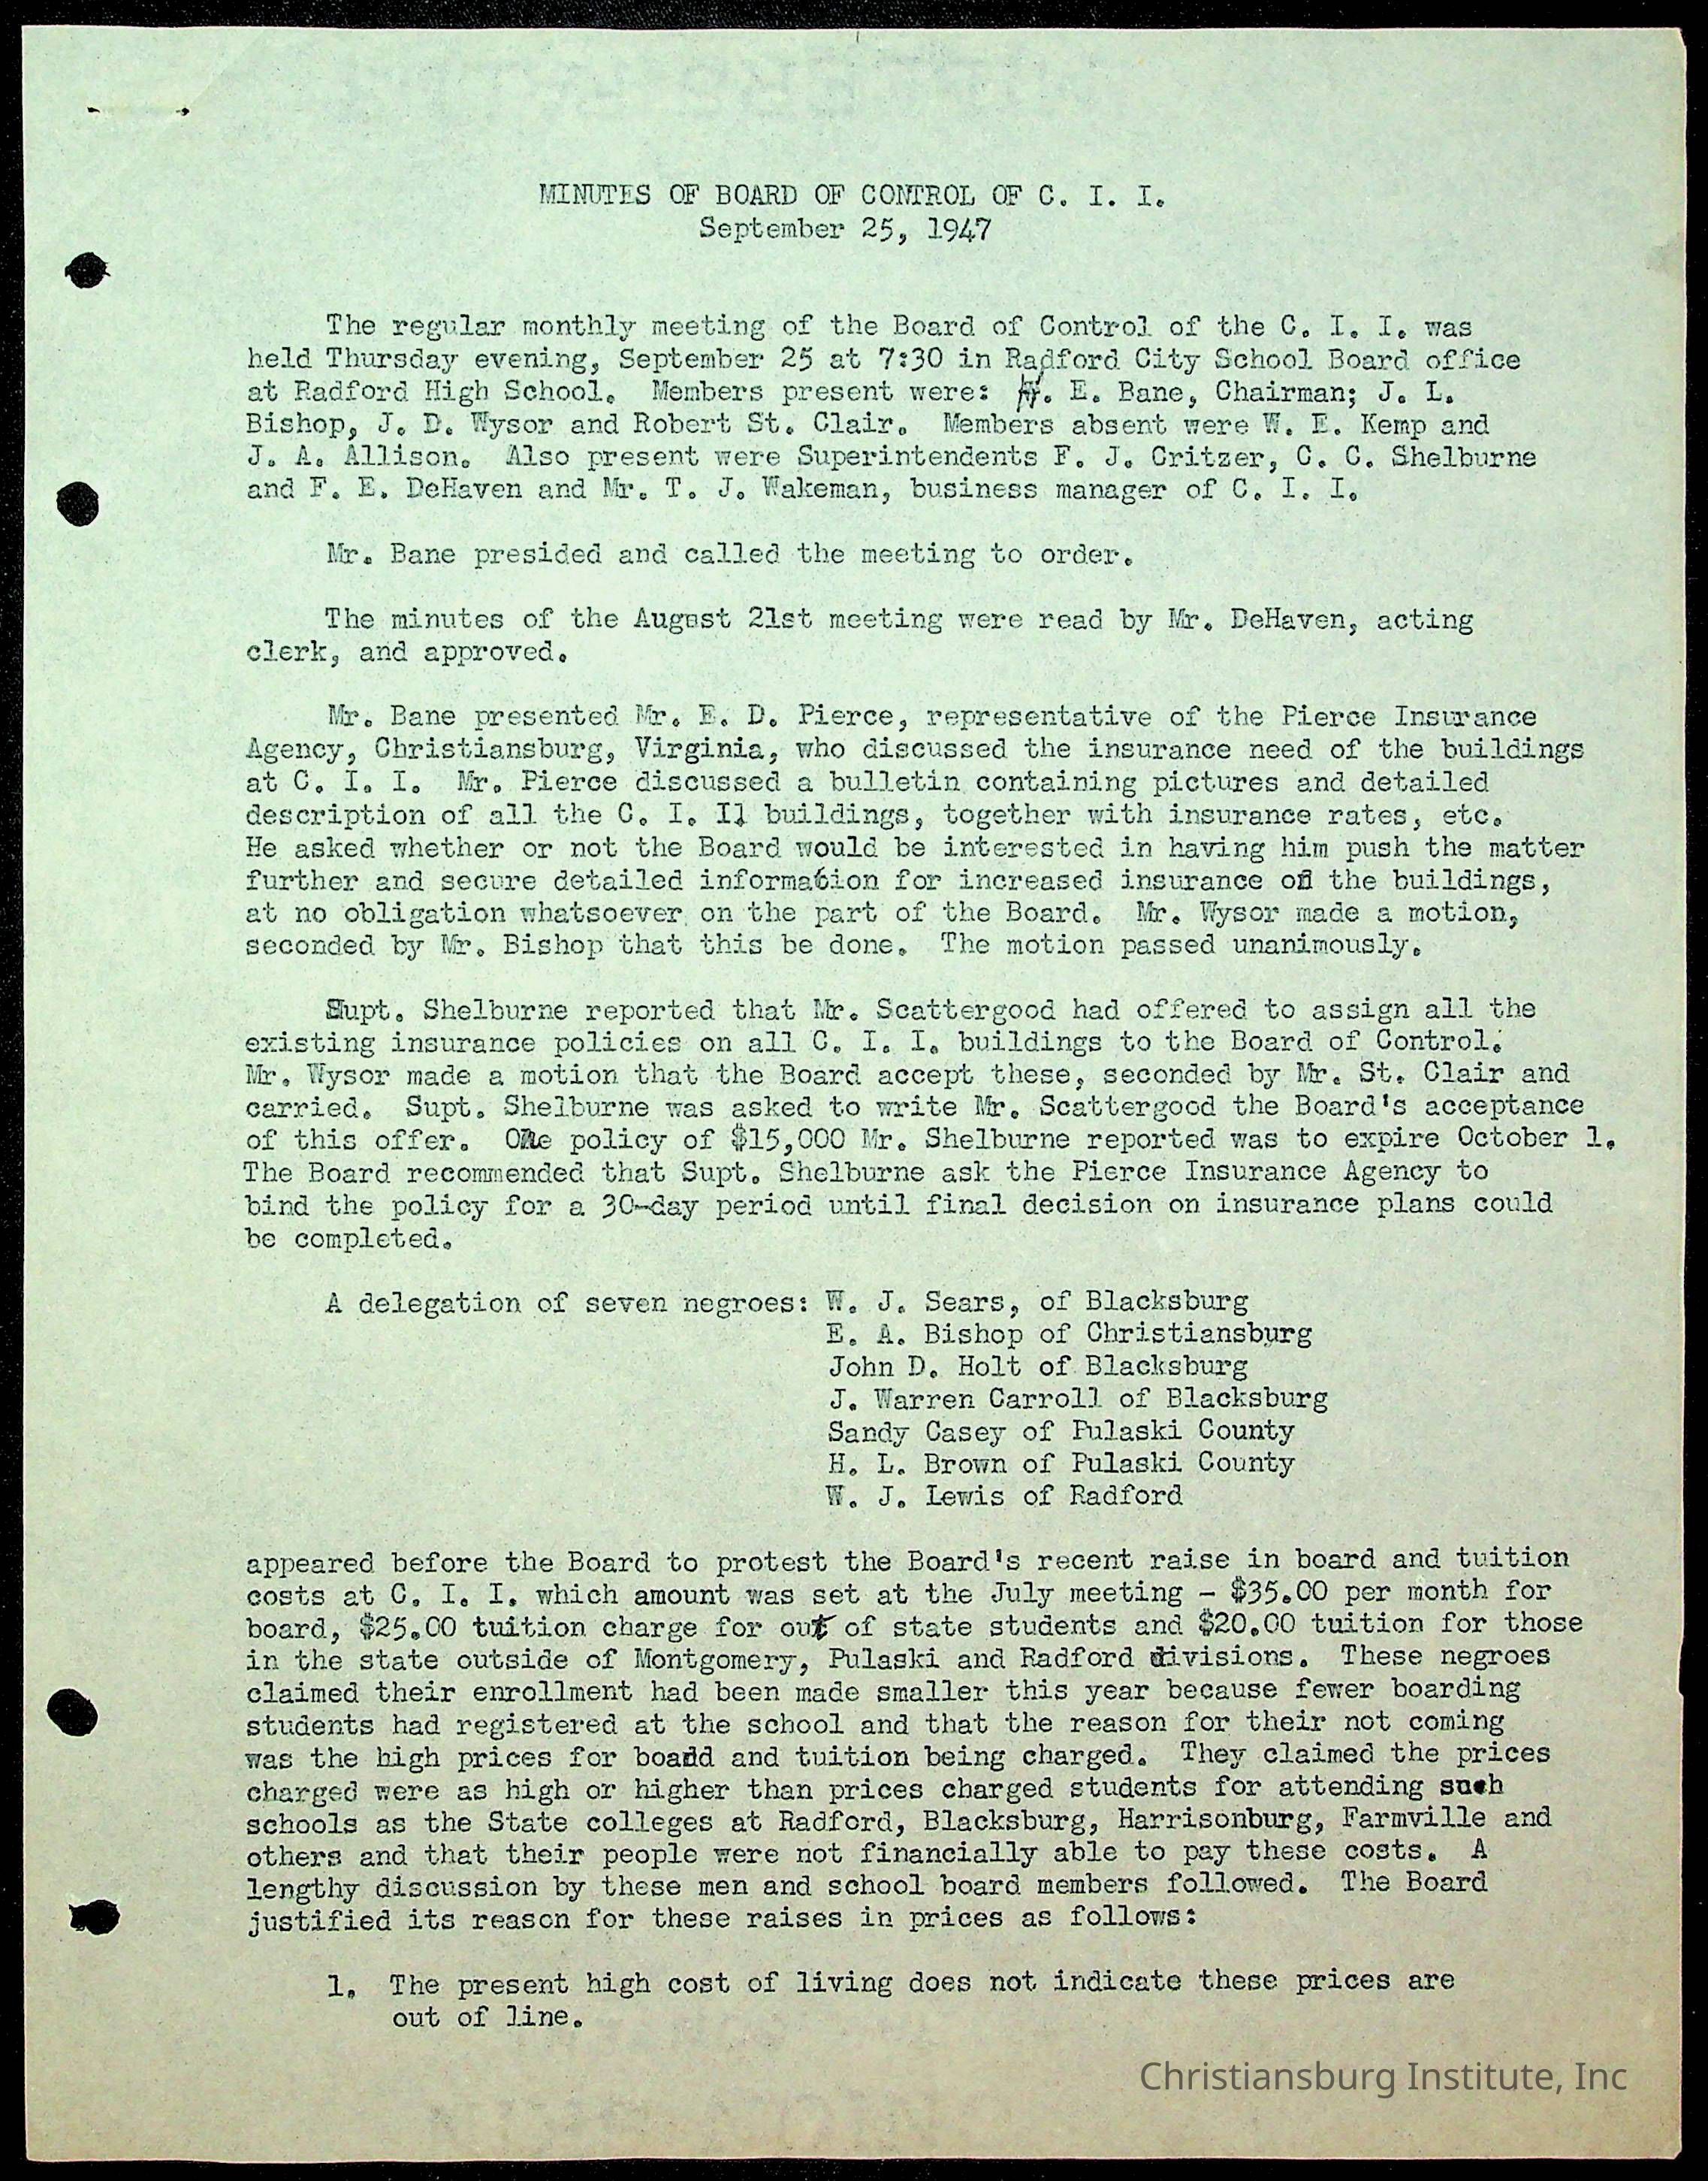 MINUTES OF BOARD OF CONTROL OF C. I. I.
September 25, 1947
The regular monthly meeting of the Board of Control of the C. I. I. was
held Thursday evening, September 25 at 7:30 in Radford City School Board office
at Radford High School. Members present were: E. Bane, Chairman; J. L.
Bishop, J. D. Wysor and Robert St. Clair. Members absent were W. E. Kemp and
J. A. Allison. Also present were Superintendents F. J. Critzer, C. C. Shelburne
and F. E. DeHaven and Mr. T. J. Wakeman, business manager of C. I. I.
Mr. Bane presided and called the meeting to order.
The minutes of the August 21st meeting were read by Mr. DeHaven, acting
clerk, and approved.
Mr. Bane presented Mr. E. D. Pierce, representative of the Pierce Insurance
Agency, Christiansburg, Virginia, who discussed the insurance need of the buildings
at C. I. I. Mr. Pierce discussed a bulletin containing pictures and detailed
description of all the C. I. I. buildings, together with insurance rates, etc.
He asked whether or not the Board would be interested in having him push the matter
further and secure detailed information for increased insurance on the buildings,
at no obligation whatsoever on the part of the Board. Mr. Wysor made a motion,
seconded by Mr. Bishop that this be done. The motion passed unanimously.
Supt. Shelburne reported that Mr. Scattergood had offered to assign all the
existing insurance policies on all C. I. I. buildings to the Board of Control.
Mr. Wysor made a motion that the Board accept these, seconded by Mr. St. Clair and
carried. Supt. Shelburne was asked to write Mr. Scattergood the Board's acceptance
of this offer. One policy of $15,000 Mr. Shelburne reported was to expire October 1.
The Board recommended that Supt. Shelburne ask the Pierce Insurance Agency to
bind the policy for a 30-day period until final decision on insurance plans could
be completed.
A delegation of seven negroes: W. J. Sears, of Blacksburg
E. A. Bishop of Christiansburg
John D. Holt of Blacksburg
J. Warren Carroll of Blacksburg
Sandy Casey of Pulaski County
H. L. Brown of Pulaski County
W. J. Lewis of Radford
appeared before the Board to protest the Board's recent raise in board and tuition
costs at C. I. I. which amount was set at the July meeting - $35.00 per month for
board, $25.00 tuition charge for out of state students and $20.00 tuition for those
in the state outside of Montgomery, Pulaski and Radford divisions. These negroes
claimed their enrollment had been made smaller this year because fewer boarding
students had registered at the school and that the reason for their not coming
was the high prices for boadd and tuition being charged. They claimed the prices
charged were as high or higher than prices charged students for attending such
schools as the State colleges at Radford, Blacksburg, Harrisonburg, Farmville and
others and that their people were not financially able to pay these costs. A
lengthy discussion by these men and school board members followed. The Board
justified its reason for these raises in prices as follows:
1. The present high cost of living does not indicate these prices are
out of line.
Christiansburg Institute, Inc